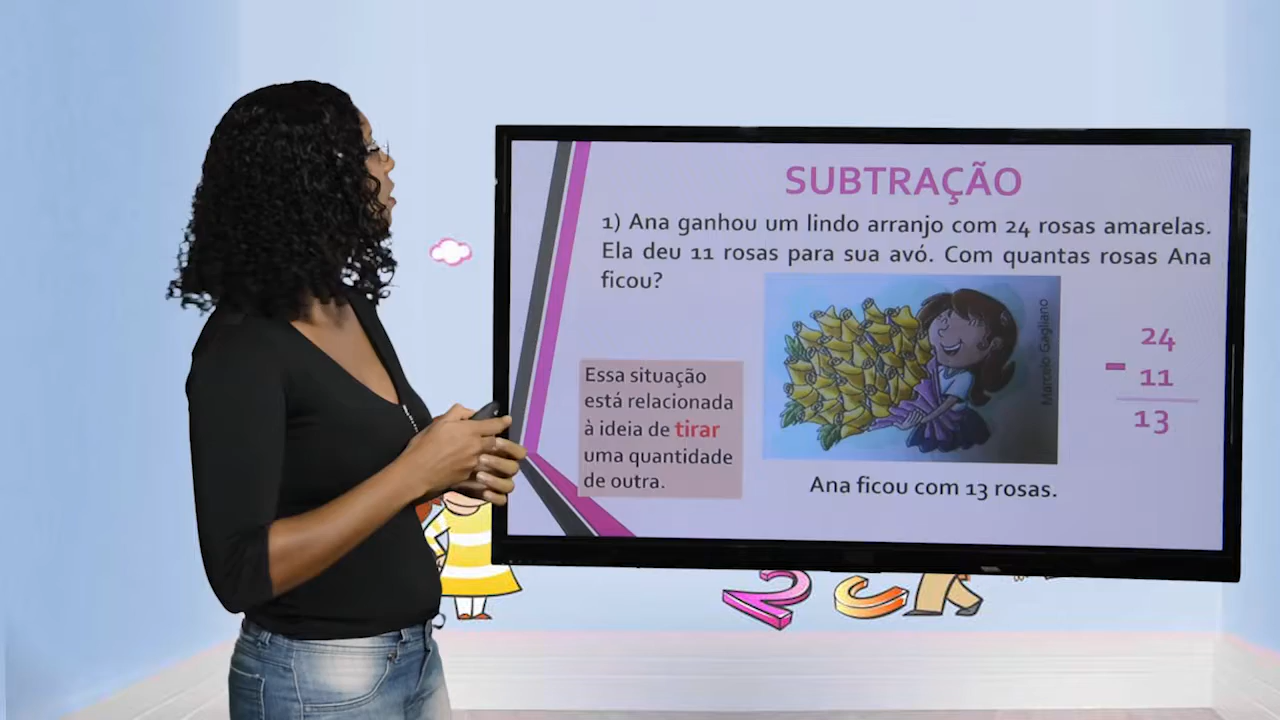 SUBTRAÇÃO
1) Ana ganhou um lindo arranjo com 24 rosas amarelas.
Ela deu 11 rosas para sua avó. Com quantas rosas Ana
ficou?
Essa situação
está relacionada
à ideia de tirar
uma quantidade
de outra.
Marcelo Gagliano
24
- 11
13
Ana ficou com 13 rosas.